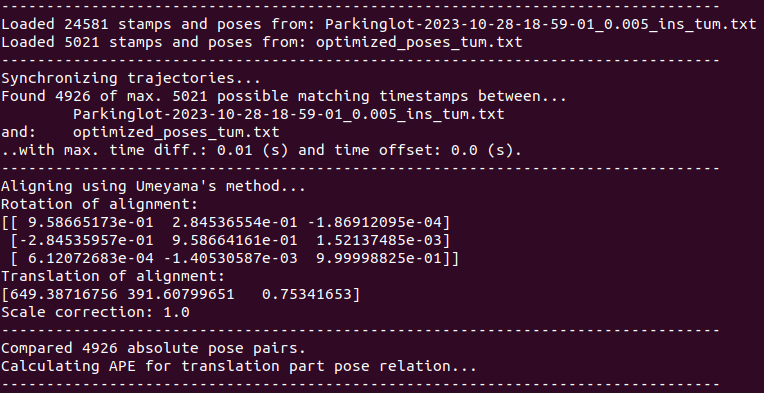 --------------------------------------------------------------------------------
Loaded 24581 stamps and poses from: Parkinglot-2023-10-28-18-59-01_0.005_ins_tum.txt
Loaded 5021 stamps and poses from: optimized_poses_tum.txt
--------------------------------------------------------------------------------
Synchronizing trajectories...
Found 4926 of max. 5021 possible matching timestamps between...
        Parkinglot-2023-10-28-18-59-01_0.005_ins_tum.txt
and:    optimized_poses_tum.txt
..with max. time diff.: 0.01 (s) and time offset: 0.0 (s).
--------------------------------------------------------------------------------
Aligning using Umeyama's method...
Rotation of alignment:
[[ 9.58665173e-01  2.84536554e-01 -1.86912095e-04]
 [-2.84535957e-01  9.58664161e-01  1.52137485e-03]
 [ 6.12072683e-04 -1.40530587e-03  9.99998825e-01]]
Translation of alignment:
[649.38716756 391.60799651   0.75341653]
Scale correction: 1.0
--------------------------------------------------------------------------------
Compared 4926 absolute pose pairs.
Calculating APE for translation part pose relation...
--------------------------------------------------------------------------------